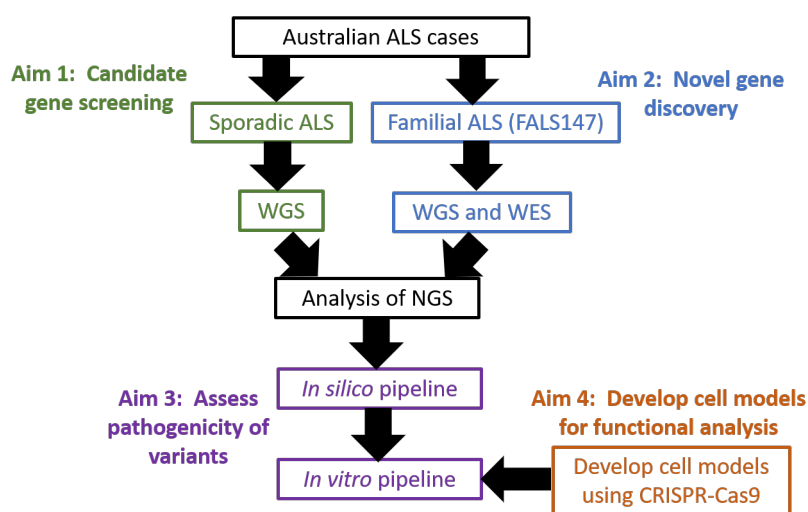 Australian ALS cases
Aim 1: Candidate
gene screening
Aim 2: Novel gene
discovery
Sporadic ALS
Familial ALS (FALS147)
WGS
WGS and WES
Analysis of NGS
Aim 3: Assess
pathogenicity of
variants
In silico pipeline
In vitro pipeline
Aim 4: Develop cell models
for functional analysis
Develop cell models
using CRISPR-Cas9